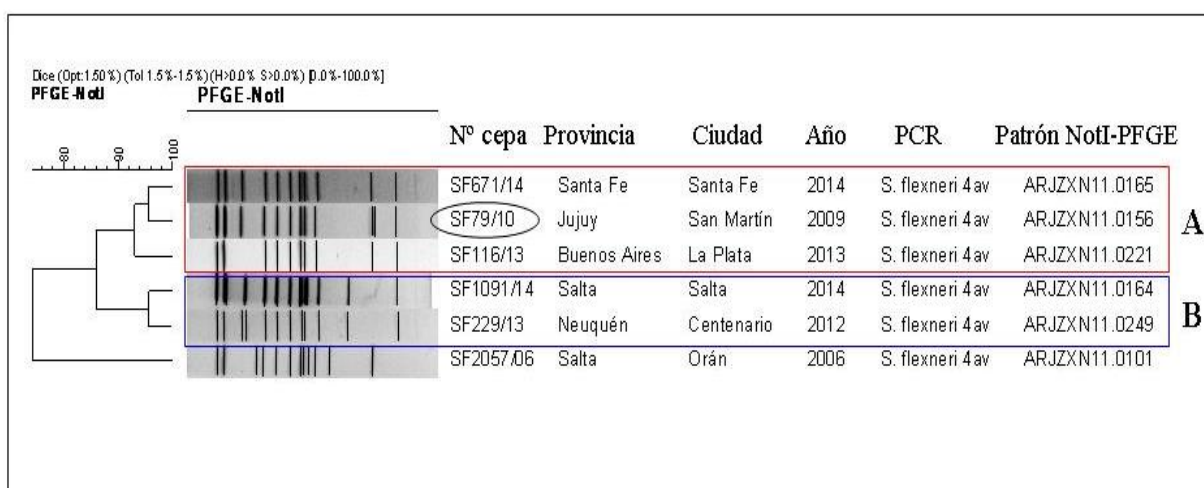 Dice (Opt:1.50%) (Tol 1.5%-1.5%) (H>0.0% S>0.0%) [0.0%-100.0%]
PFGE-NotI PFGE-NotI
80 90 100
Nº cepa Provincia Ciudad Año PCR Patrón NotI-PFGE
SF671/14 Santa Fe Santa Fe 2014 S. flexneri 4av ARJZXN11.0165
SF79/10 Jujuy San Martín 2009 S. flexneri 4av ARJZXN11.0156
A
SF116/13 Buenos Aires La Plata 2013 S. flexneri 4av ARJZXN11.0221
SF1091/14 Salta Salta 2014 S. flexneri 4av ARJZXN11.0164
B
SF229/13 Neuquén Centenario 2012 S. flexneri 4av ARJZXN11.0249
SF2057/06 Salta Orán 2006 S. flexneri 4av ARJZXN11.0101